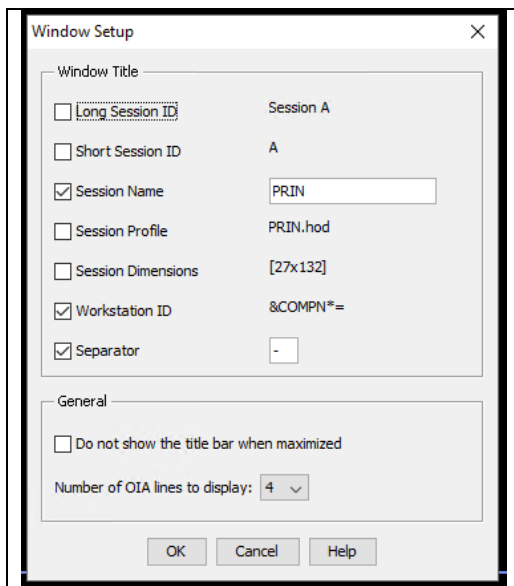 Window Setup
Window Title
Long Session ID Session A
Short Session ID A
Session Name PRIN
Session Profile PRIN.hod
Session Dimensions [27x132]
Workstation ID &COMPN*=
Separator -
General
Do not show the title bar when maximized
Number of OIA lines to display: 4
OK Cancel Help